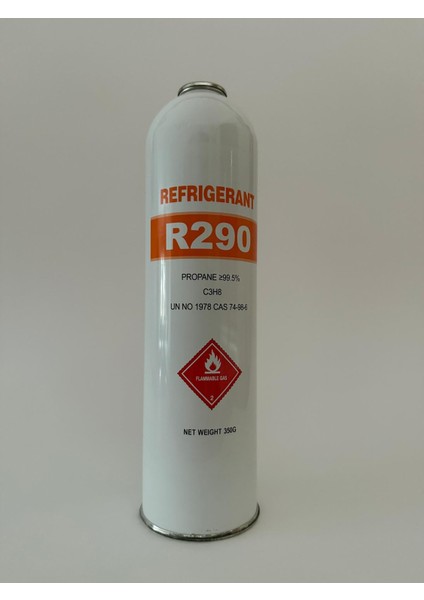 REFRIGERANT
R290
PROPANE ≥99.5%
C3H8
UN NO 1978 CAS 74-98-6
FLAMMABLE GAS
2
NET WEIGHT 350G